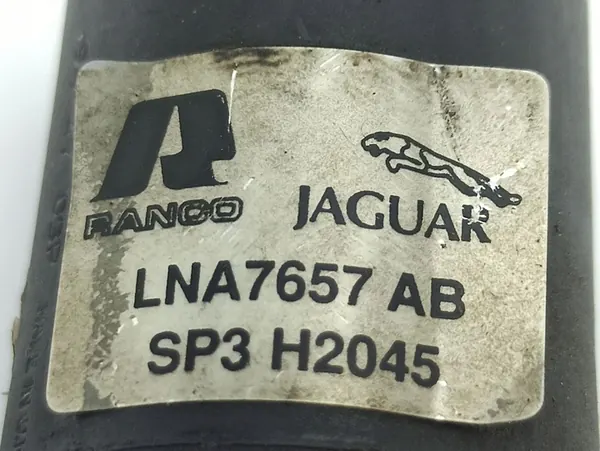 RANCO JAGUAR
LNA7657 AB
SP3 H2045